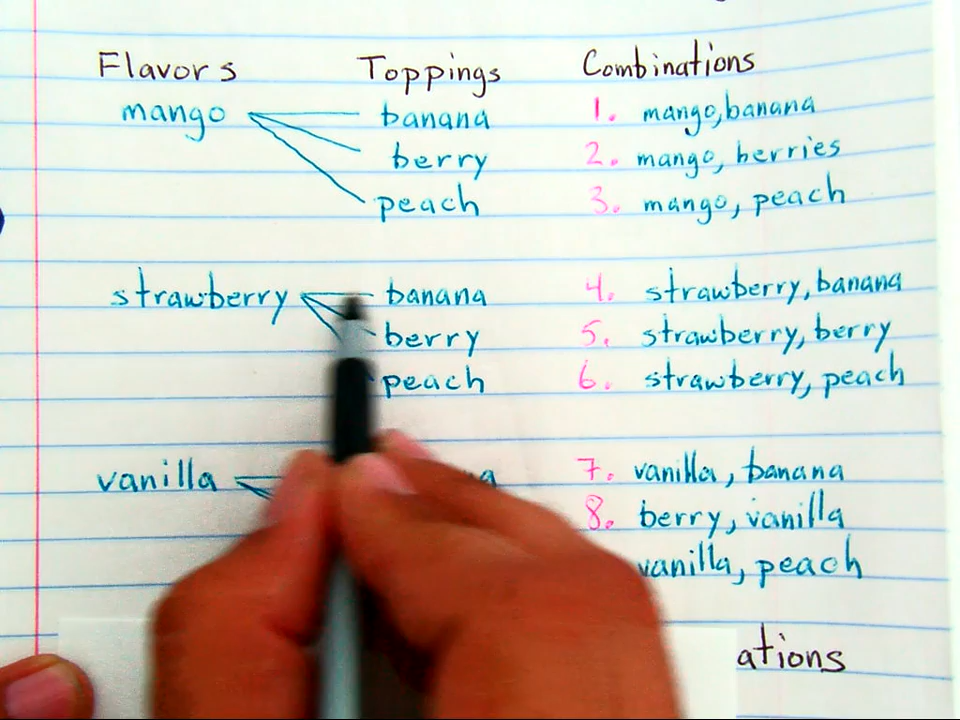 Flavors Toppings Combinations
mango banana 1. mango, banana
berry 2. mango, berries
peach 3. mango, peach
strawberry banana 4. strawberry, banana
berry 5. strawberry, berry
peach 6. strawberry, peach
vanilla 7. vanilla, banana
8. berry, vanilla
vanilla, peach
ations